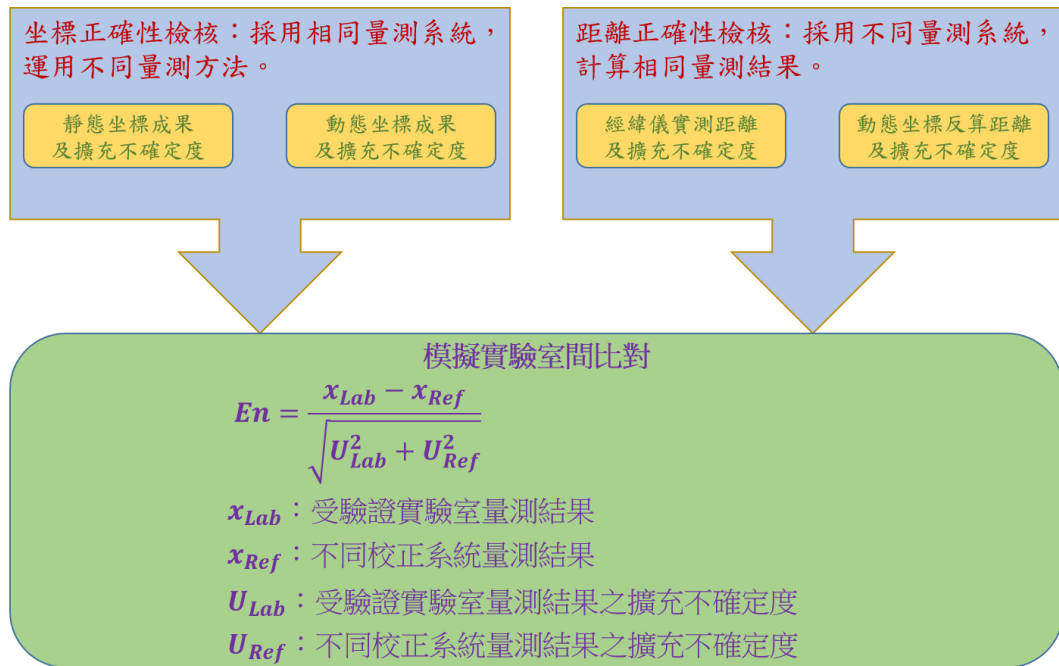 坐標正確性檢核：採用相同量測系統，
運用不同量測方法。
靜態坐標成果
及擴充不確定度
動態坐標成果
及擴充不確定度
距離正確性檢核：採用不同量測系統，
計算相同量測結果。
經緯儀實測距離
及擴充不確定度
動態坐標反算距離
及擴充不確定度
模擬實驗室間比對
En = (x_Lab − x_Ref) / √(U²_Lab + U²_Ref)
x_Lab：受驗證實驗室量測結果
x_Ref：不同校正系統量測結果
U_Lab：受驗證實驗室量測結果之擴充不確定度
U_Ref：不同校正系統量測結果之擴充不確定度